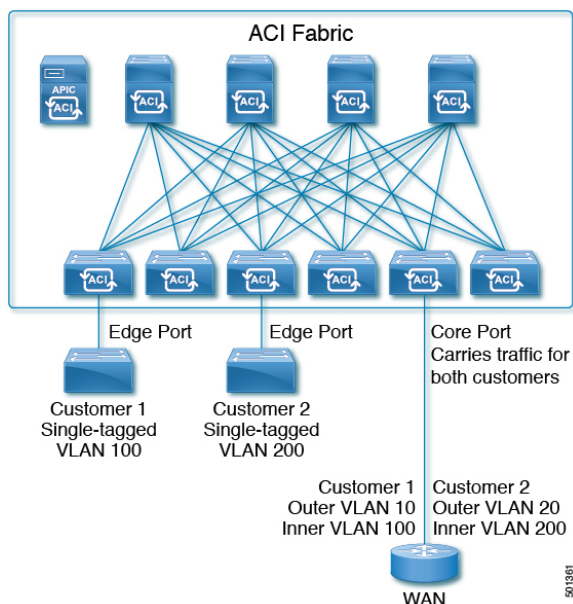 ACI Fabric
APIC
ACI
ACI
ACI
ACI
ACI
ACI
ACI
ACI
ACI
ACI
ACI
Edge Port
Edge Port
Core Port
Carries traffic for
both customers
Customer 1
Single-tagged
VLAN 100
Customer 2
Single-tagged
VLAN 200
Customer 1
Outer VLAN 10
Inner VLAN 100
Customer 2
Outer VLAN 20
Inner VLAN 200
WAN
501361